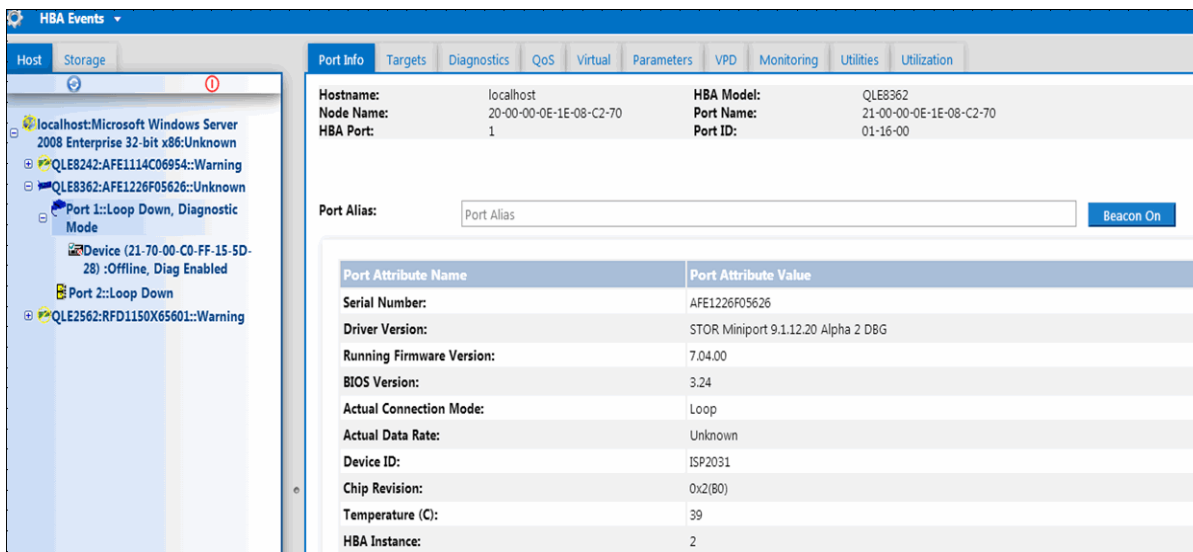 HBA Events
Host Storage
localhost:Microsoft Windows Server
2008 Enterprise 32-bit x86:Unknown
QLE8242:AFE1114C06954::Warning
QLE8362:AFE1226F05626::Unknown
Port 1::Loop Down, Diagnostic
Mode
Device (21-70-00-C0-FF-15-5D-
28) :Offline, Diag Enabled
Port 2::Loop Down
QLE2562:RFD1150X65601::Warning
Port Info Targets Diagnostics QoS Virtual Parameters VPD Monitoring Utilities Utilization
Hostname: localhost HBA Model: QLE8362
Node Name: 20-00-00-0E-1E-08-C2-70 Port Name: 21-00-00-0E-1E-08-C2-70
HBA Port: 1 Port ID: 01-16-00
Port Alias: Port Alias Beacon On
Port Attribute Name Port Attribute Value
Serial Number: AFE1226F05626
Driver Version: STOR Miniport 9.1.12.20 Alpha 2 DBG
Running Firmware Version: 7.04.00
BIOS Version: 3.24
Actual Connection Mode: Loop
Actual Data Rate: Unknown
Device ID: ISP2031
Chip Revision: 0x2(B0)
Temperature (C): 39
HBA Instance: 2